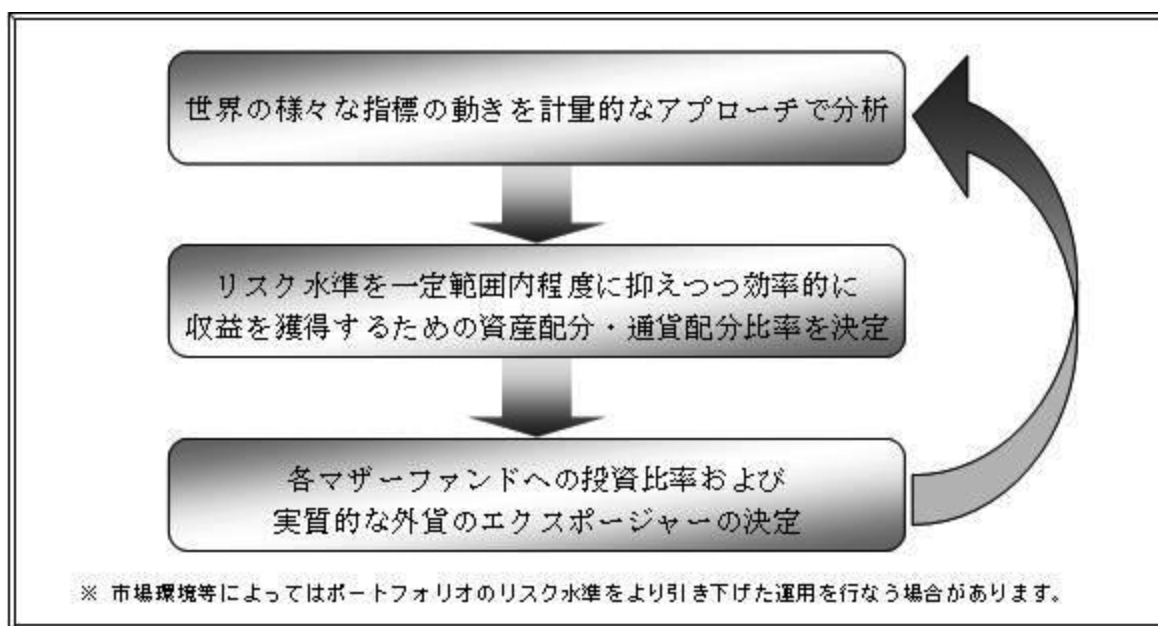 世界の様々な指標の動きを計量的なアプローチで分析
リスク水準を一定範囲内程度に抑えつつ効率的に
収益を獲得するための資産配分・通貨配分比率を決定
各マザーファンドへの投資比率および
実質的な外貨のエクスポージャーの決定
※ 市場環境等によってはポートフォリオのリスク水準をより引き下げた運用を行なう場合があります。